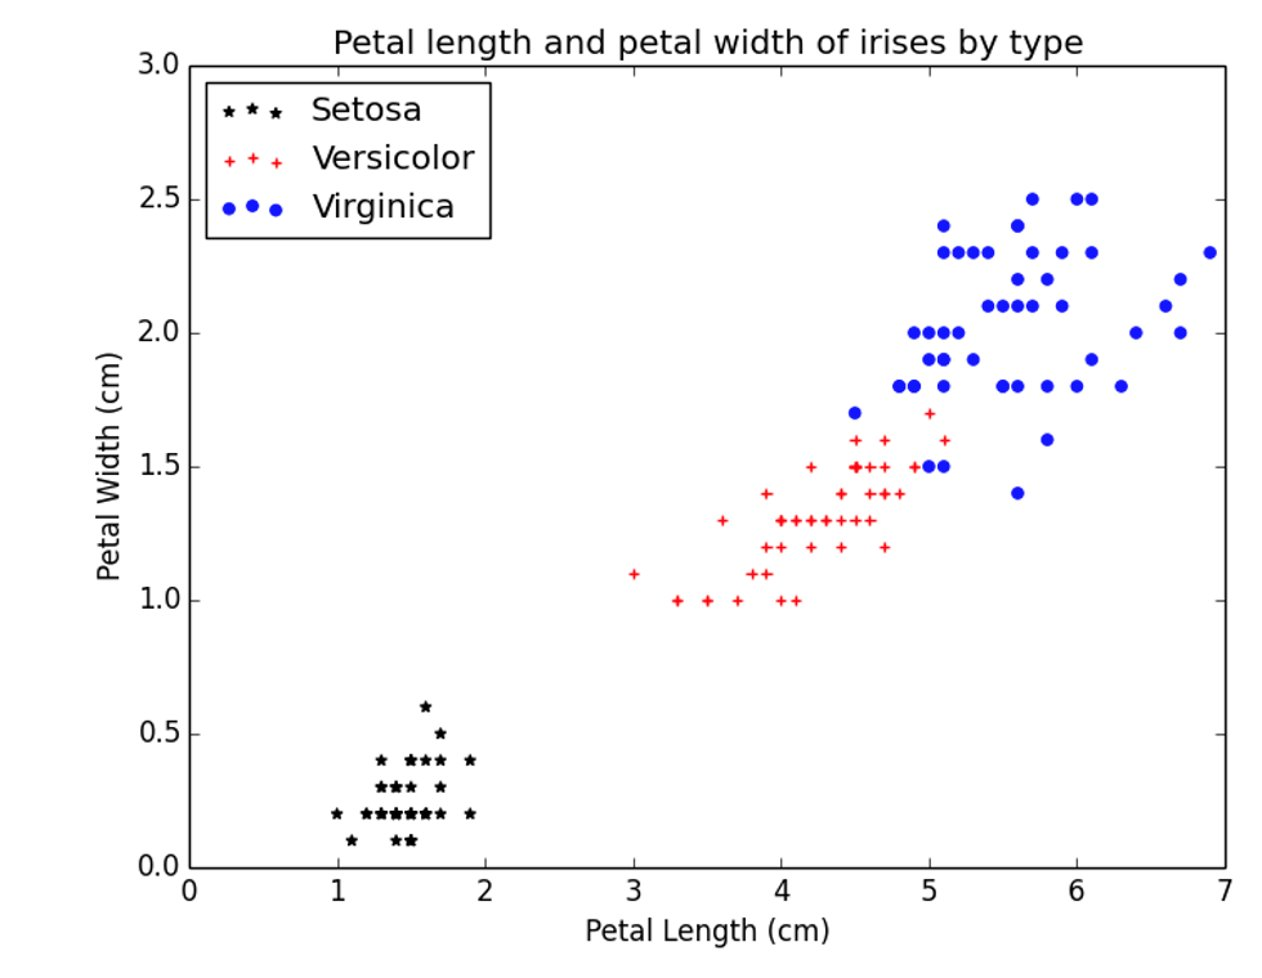 Petal length and petal width of irises by type
Setosa
Versicolor
Virginica
3.0
2.5
2.0
1.5
1.0
0.5
0.0
Petal Width (cm)
0 1 2 3 4 5 6 7
Petal Length (cm)